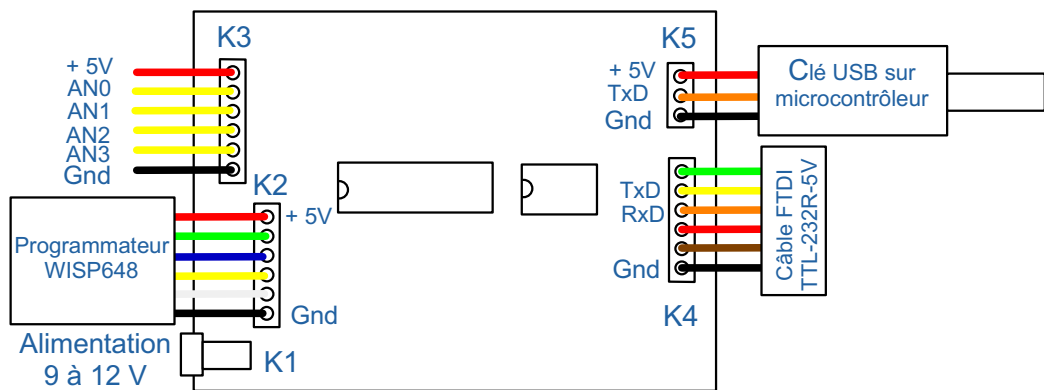 K3
+ 5V
AN0
AN1
AN2
AN3
Gnd
K5
+ 5V
TxD
Gnd
Clé USB sur
microcontrôleur
K2
+ 5V
Programmateur
WISP648
Gnd
TxD
RxD
Gnd
K4
Câble FTDI
TTL-232R-5V
Alimentation
9 à 12 V
K1